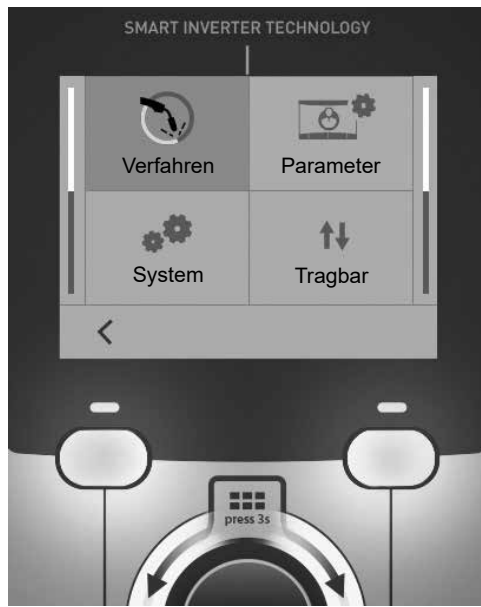 SMART INVERTER TECHNOLOGY
Verfahren
Parameter
System
Tragbar
press 3s